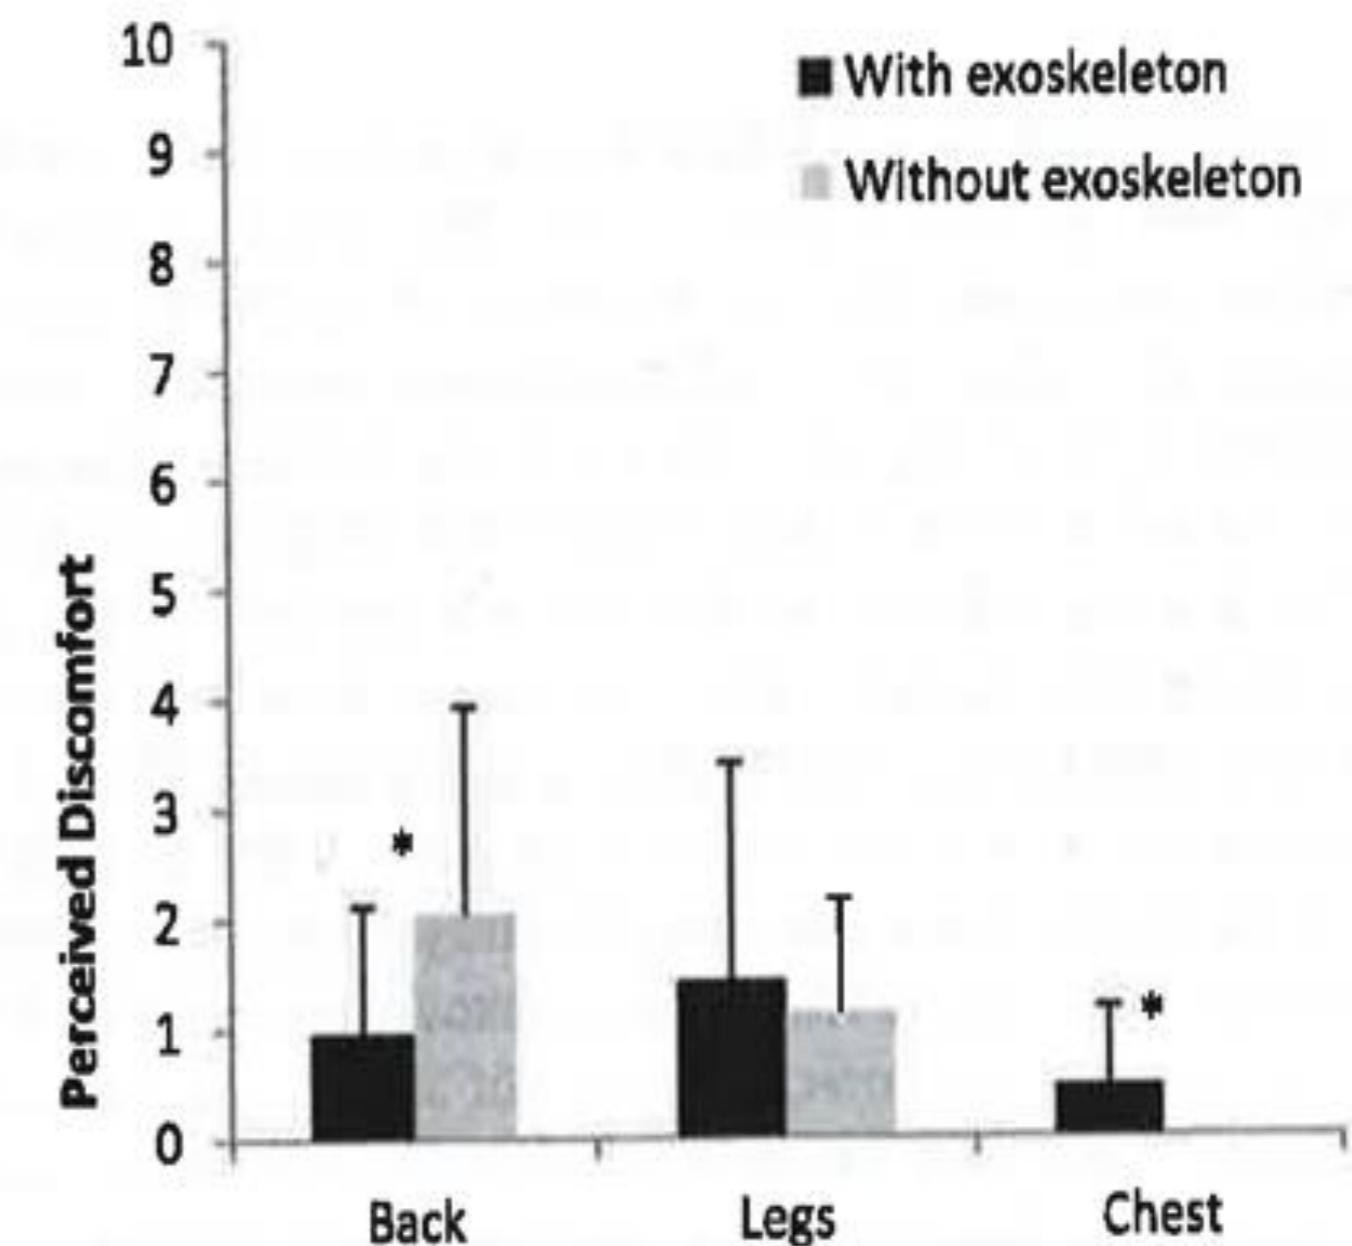 10
9
8
7
6
5
4
3
2
1
0
Perceived Discomfort
With exoskeleton
Without exoskeleton
*
*
Back
Legs
Chest